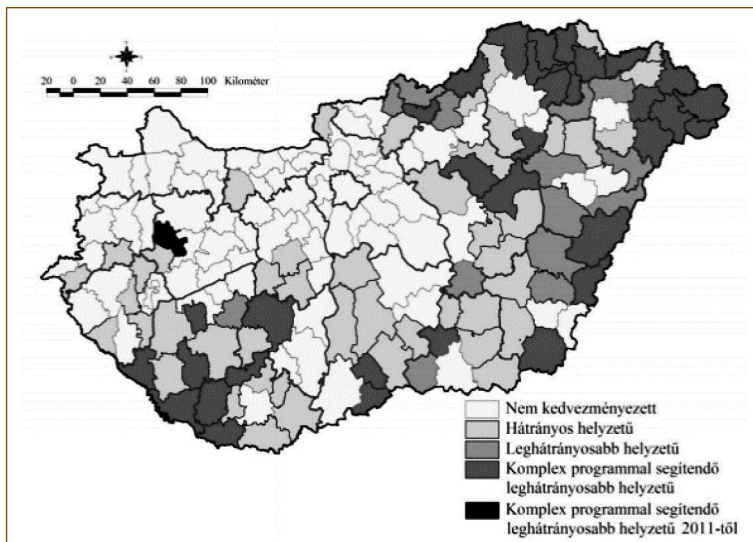 20 0 20 40 60 80 100 Kilométer
Nem kedvezményezett
Hátrányos helyzetű
Leghátrányosabb helyzetű
Komplex programmal segítendő
leghátrányosabb helyzetű
Komplex programmal segítendő
leghátrányosabb helyzetű 2011-től